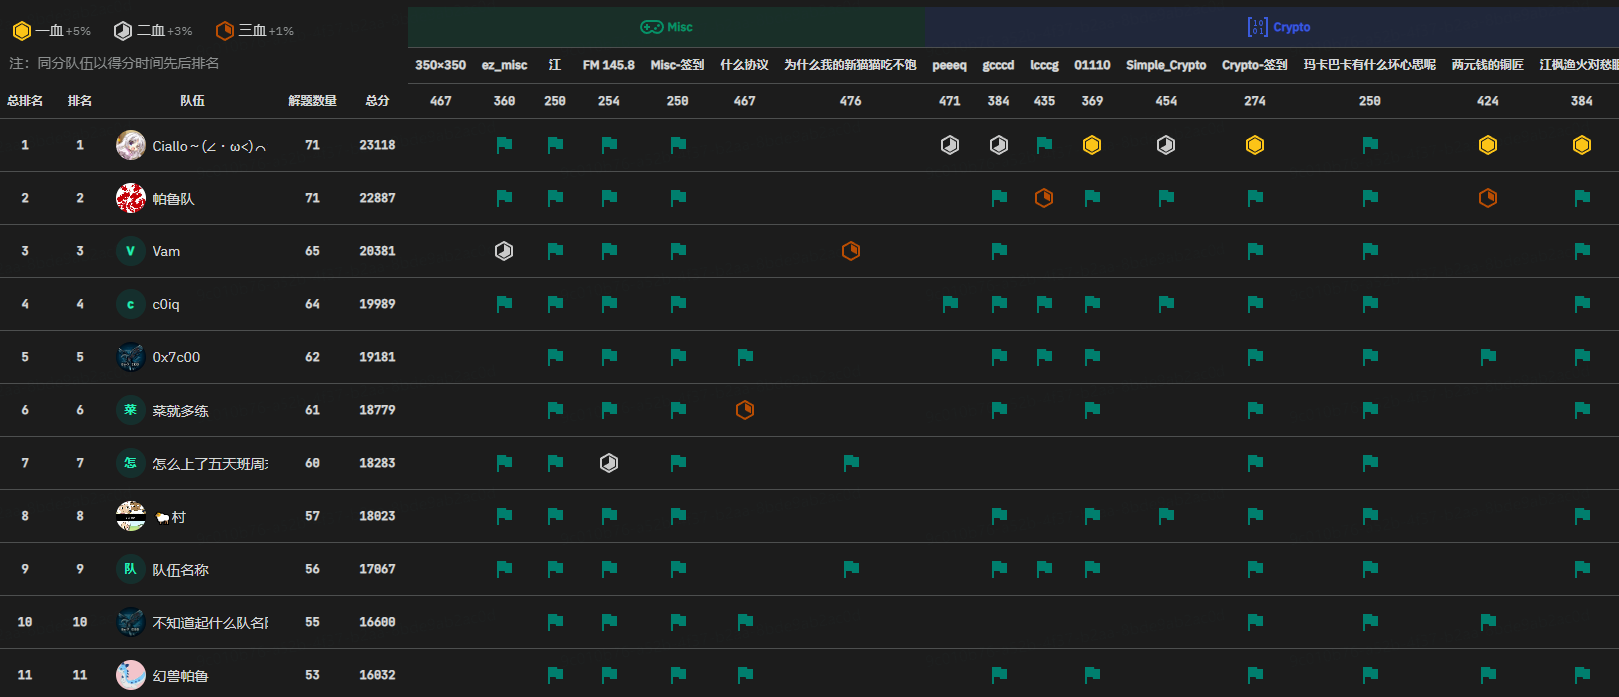 一血+5% 二血+3% 三血+1%
注：同分队伍以得分时间先后排名
Misc Crypto
350×350 ez_misc 江 FM 145.8 Misc-签到 什么协议 为什么我的新猫猫吃不饱 peeeq gcccd lcccg 01110 Simple_Crypto Crypto-签到 玛卡巴卡有什么坏心思呢 两元钱的铜匠 江枫渔火对愁眠
总排名 排名 队伍 解题数量 总分 467 360 250 254 250 467 476 471 384 435 369 454 274 250 424 384
1 1 Ciallo～(∠・ω<)⌒ 71 23118
2 2 帕鲁队 71 22887
3 3 V Vam 65 20381
4 4 c c0iq 64 19989
5 5 0x7c00 62 19181
6 6 菜 菜就多练 61 18779
7 7 怎 怎么上了五天班周 60 18283
8 8 🐑村 57 18023
9 9 队 队伍名称 56 17067
10 10 不知道起什么队名 55 16600
11 11 幻兽帕鲁 53 16032